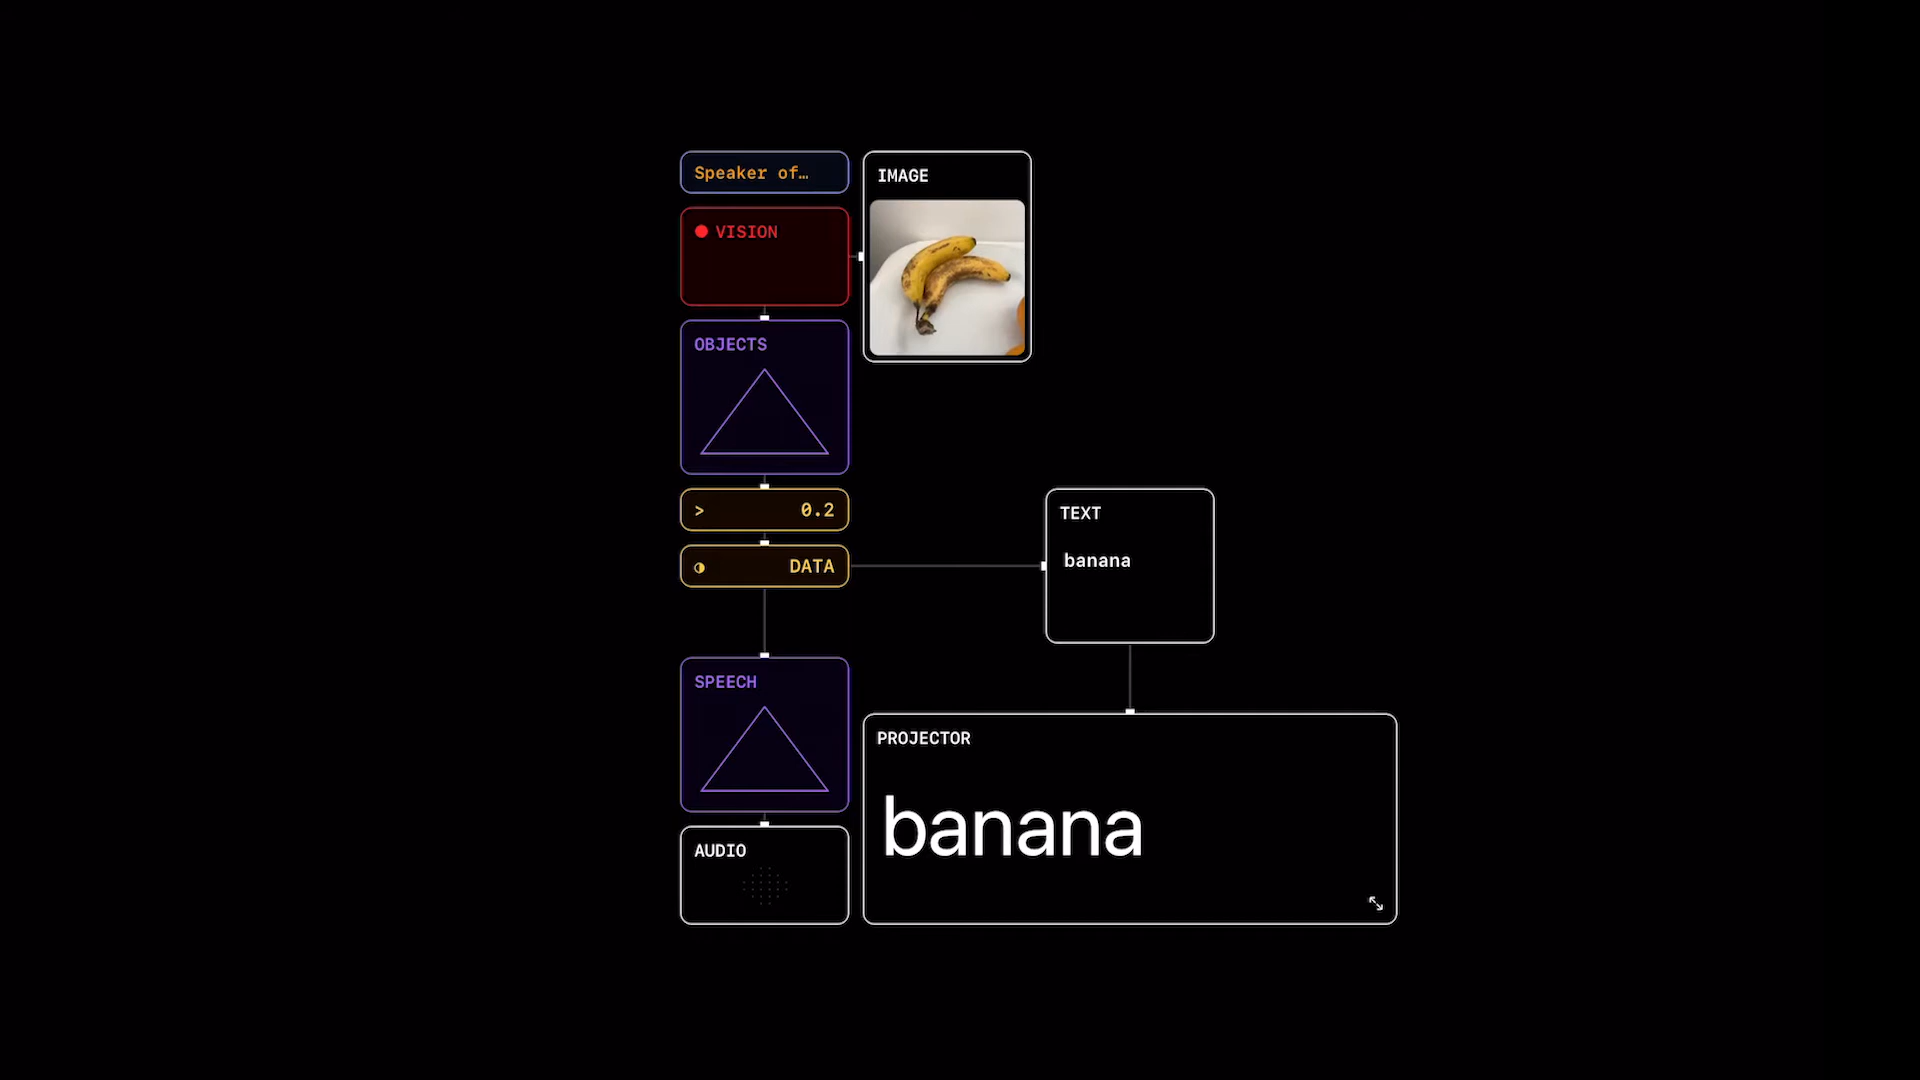 Speaker of…
IMAGE
VISION
OBJECTS
> 0.2
DATA
TEXT
banana
SPEECH
PROJECTOR
banana
AUDIO